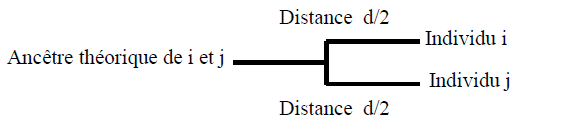 Distance d/2
Individu i
Ancêtre théorique de i et j
Individu j
Distance d/2